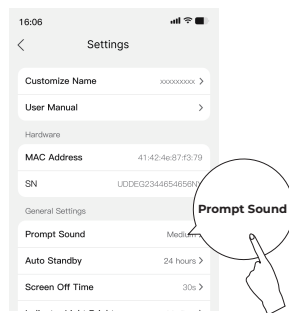 16:06
Settings
Customize Name xxxxxxxxx
User Manual
Hardware
MAC Address 41:42:4e:87:f3:79
SN UDDEG2344654656N
General Settings
Prompt Sound Medium
Prompt Sound
Auto Standby 24 hours
Screen Off Time 30s